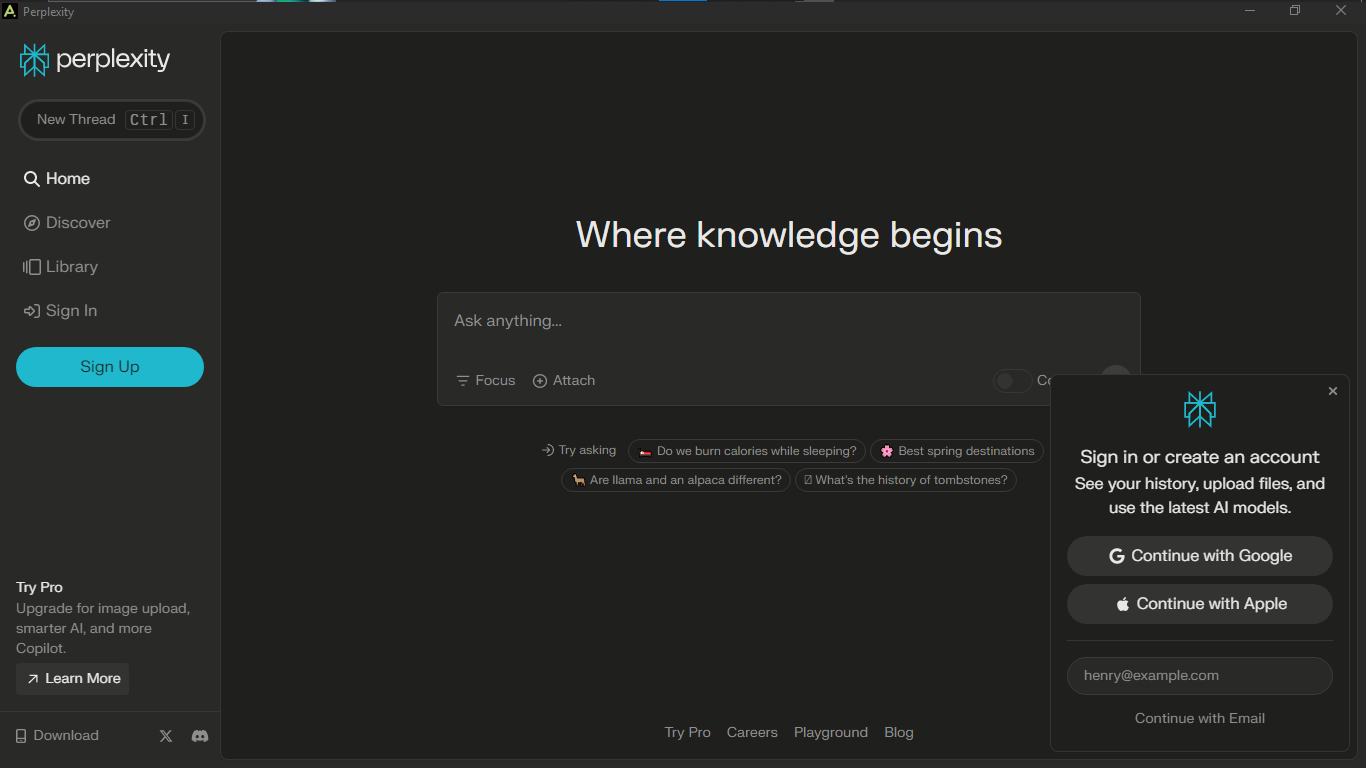 Perplexity
perplexity
New Thread Ctrl I
Home
Discover
Library
Sign In
Sign Up
Try Pro
Upgrade for image upload,
smarter AI, and more
Copilot.
Learn More
Download
Where knowledge begins
Ask anything...
Focus
Attach
Try asking
Do we burn calories while sleeping?
Best spring destinations
Are llama and an alpaca different?
What's the history of tombstones?
Try Pro
Careers
Playground
Blog
Sign in or create an account
See your history, upload files, and
use the latest AI models.
Continue with Google
Continue with Apple
henry@example.com
Continue with Email